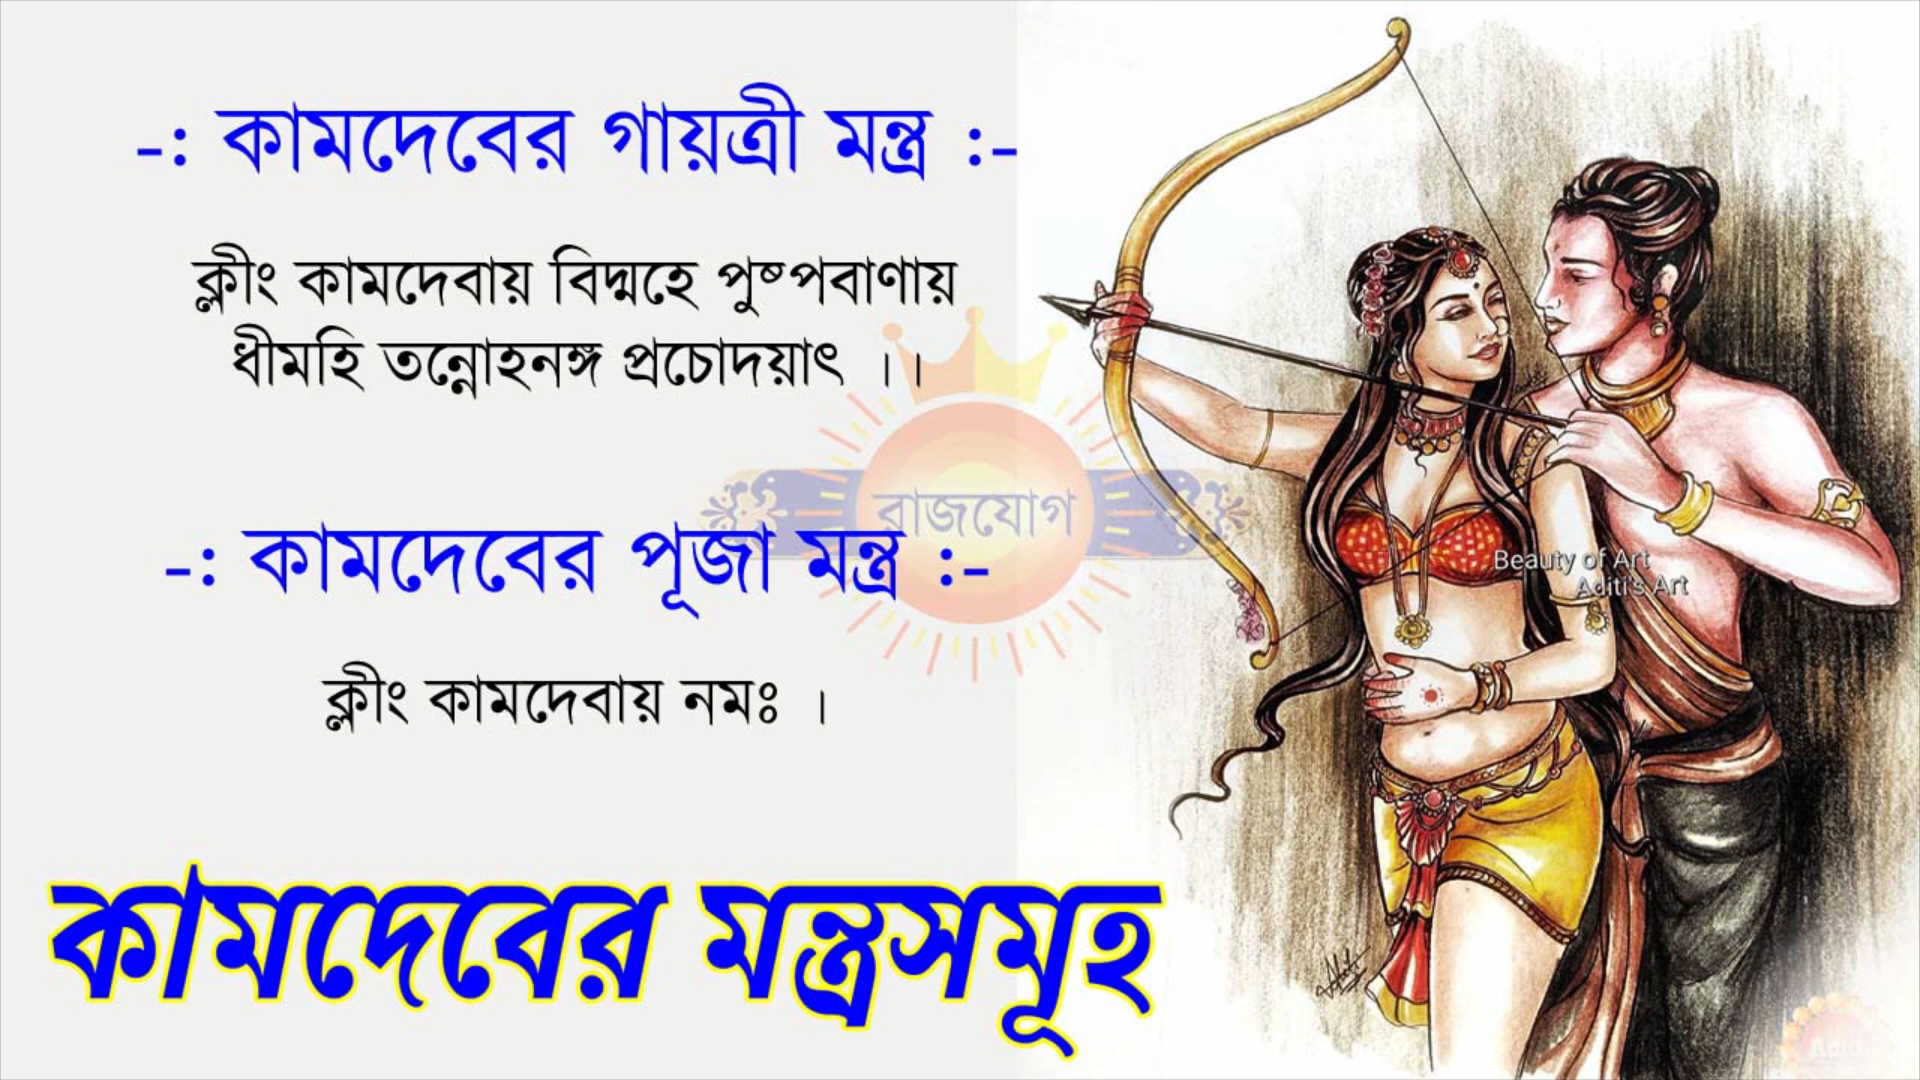 -: কামদেবের গায়ত্রী মন্ত্র :-
ক্লীং কামদেবায় বিদ্মহে পুষ্পবাণায়
ধীমহি তন্নোহনঙ্গ প্রচোদয়াৎ ।।
রাজযোগ
-: কামদেবের পূজা মন্ত্র :-
ক্লীং কামদেবায় নমঃ ।
Beauty of Art
Aditi's Art
কামদেবের মন্ত্রসমূহ